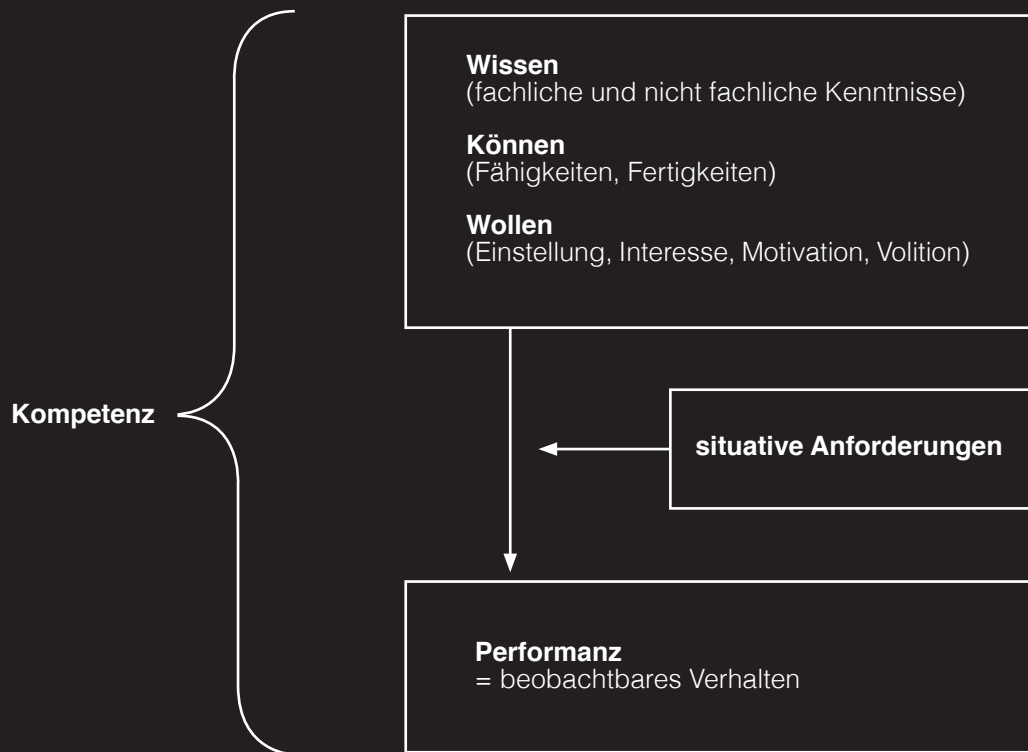 Wissen
(fachliche und nicht fachliche Kenntnisse)
Können
(Fähigkeiten, Fertigkeiten)
Wollen
(Einstellung, Interesse, Motivation, Volition)
Kompetenz
situative Anforderungen
Performanz
= beobachtbares Verhalten